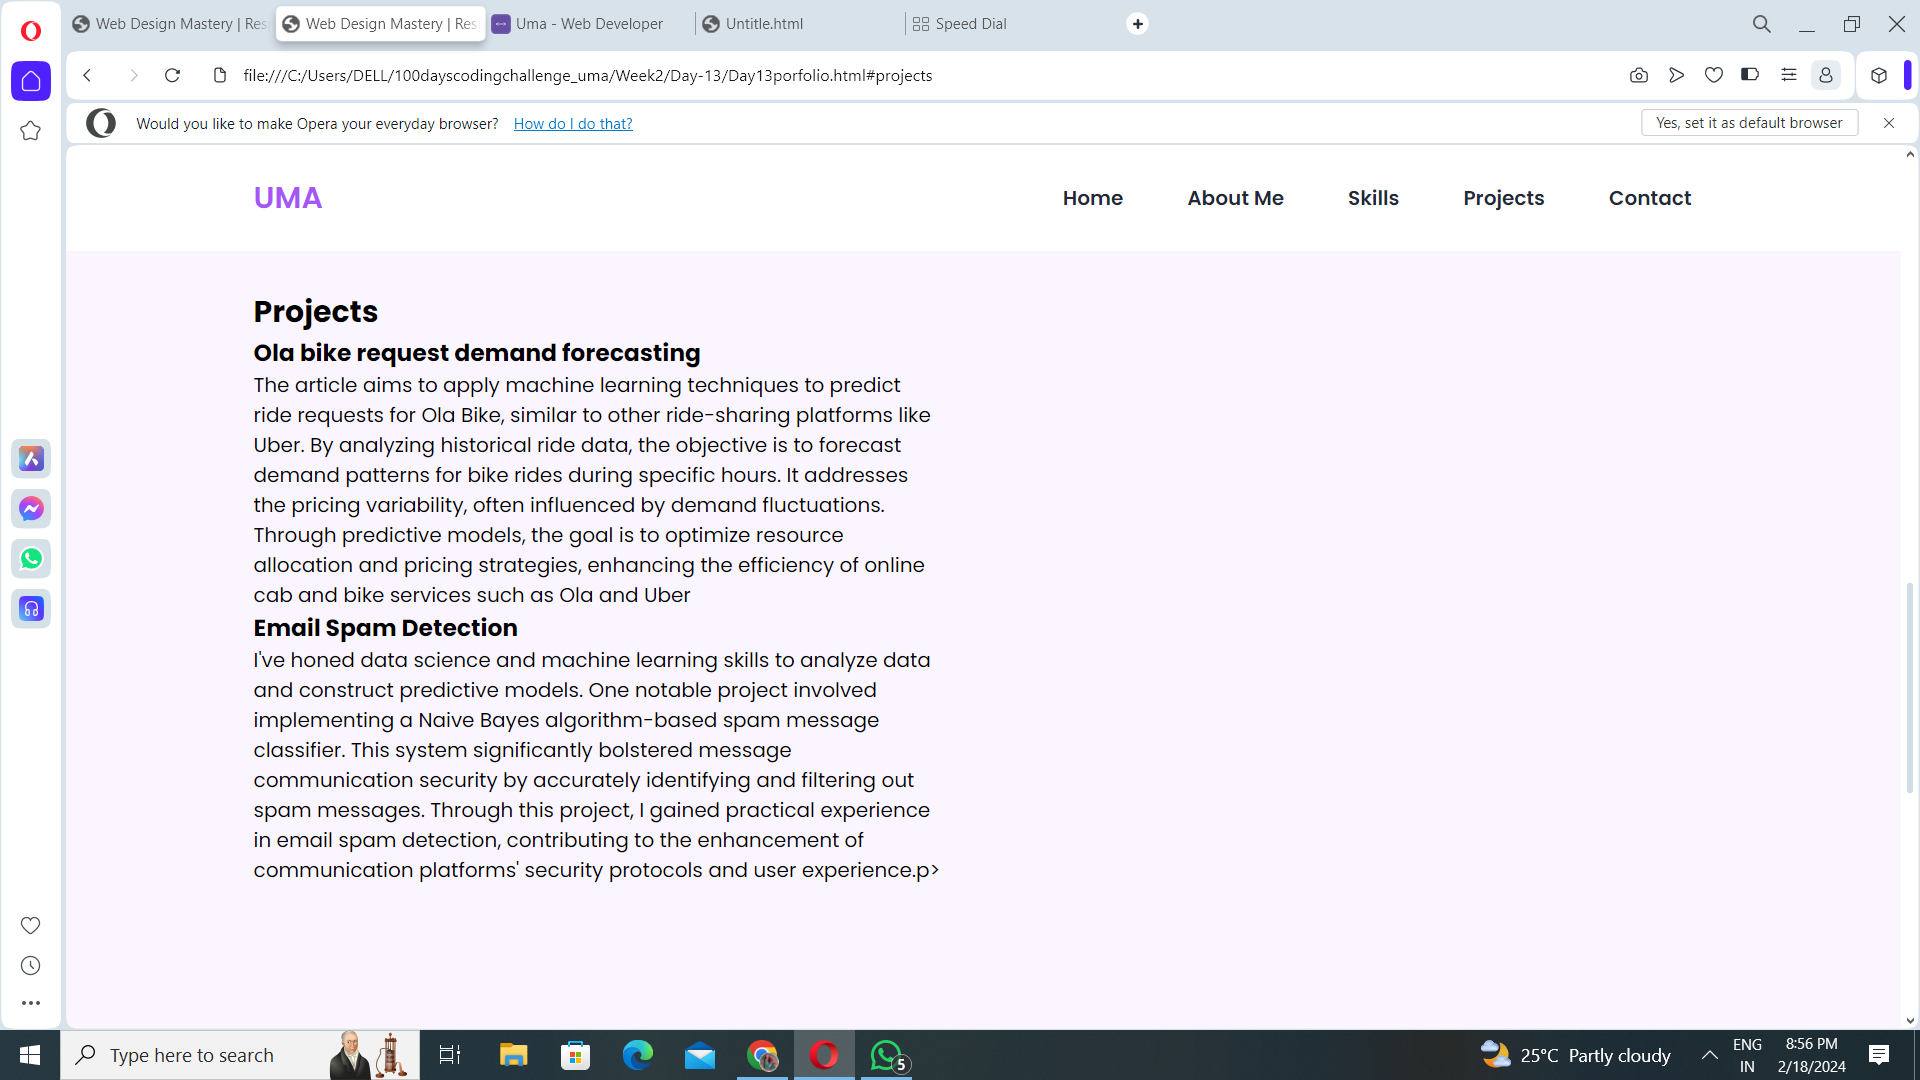 Web Design Mastery | Res
Web Design Mastery | Res
Uma - Web Developer
Untitle.html
Speed Dial
file:///C:/Users/DELL/100dayscodingchallenge_uma/Week2/Day-13/Day13porfolio.html#projects
Would you like to make Opera your everyday browser? How do I do that?
Yes, set it as default browser
UMA
Home
About Me
Skills
Projects
Contact
Projects
Ola bike request demand forecasting
The article aims to apply machine learning techniques to predict
ride requests for Ola Bike, similar to other ride-sharing platforms like
Uber. By analyzing historical ride data, the objective is to forecast
demand patterns for bike rides during specific hours. It addresses
the pricing variability, often influenced by demand fluctuations.
Through predictive models, the goal is to optimize resource
allocation and pricing strategies, enhancing the efficiency of online
cab and bike services such as Ola and Uber
Email Spam Detection
I've honed data science and machine learning skills to analyze data
and construct predictive models. One notable project involved
implementing a Naive Bayes algorithm-based spam message
classifier. This system significantly bolstered message
communication security by accurately identifying and filtering out
spam messages. Through this project, I gained practical experience
in email spam detection, contributing to the enhancement of
communication platforms' security protocols and user experience.p>
Type here to search
5
25°C Partly cloudy
ENG
IN
8:56 PM
2/18/2024